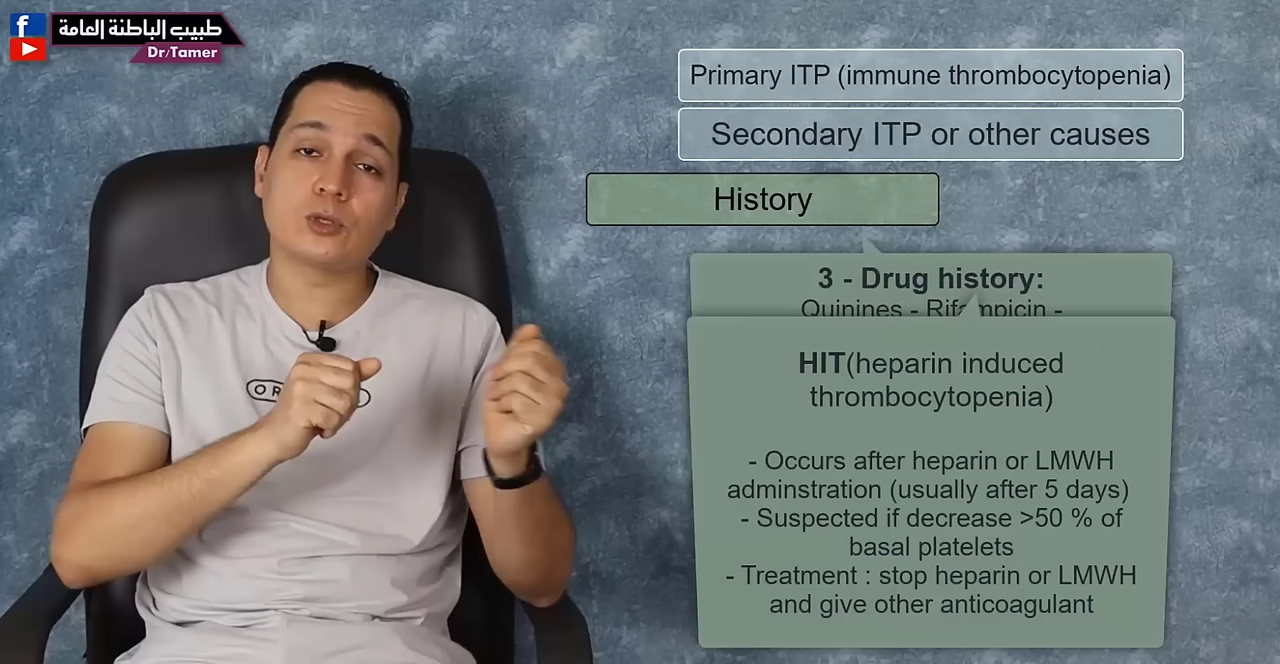 طبيب الباطنة العامة
Dr/Tamer
Primary ITP (immune thrombocytopenia)
Secondary ITP or other causes
History
3 - Drug history:
Quinines - Rifampicin -
HIT(heparin induced
thrombocytopenia)
- Occurs after heparin or LMWH
adminstration (usually after 5 days)
- Suspected if decrease >50 % of
basal platelets
- Treatment : stop heparin or LMWH
and give other anticoagulant